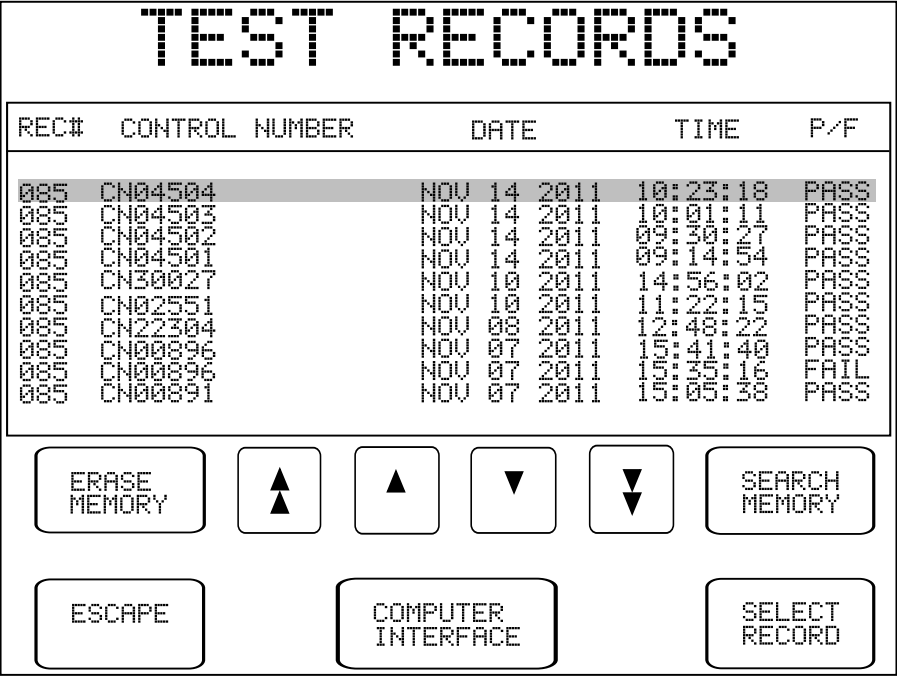 TEST RECORDS
REC# CONTROL NUMBER DATE TIME P/F
085 CN04504 NOV 14 2011 10:23:18 PASS
085 CN04503 NOV 14 2011 10:01:11 PASS
085 CN04502 NOV 14 2011 09:30:27 PASS
085 CN04501 NOV 14 2011 09:14:54 PASS
085 CN30027 NOV 10 2011 14:56:02 PASS
085 CN02551 NOV 10 2011 11:22:15 PASS
085 CN22304 NOV 08 2011 12:48:22 PASS
085 CN00896 NOV 07 2011 15:41:40 PASS
085 CN00896 NOV 07 2011 15:35:16 FAIL
085 CN00891 NOV 07 2011 15:05:38 PASS
ERASE
MEMORY
SEARCH
MEMORY
ESCAPE
COMPUTER
INTERFACE
SELECT
RECORD